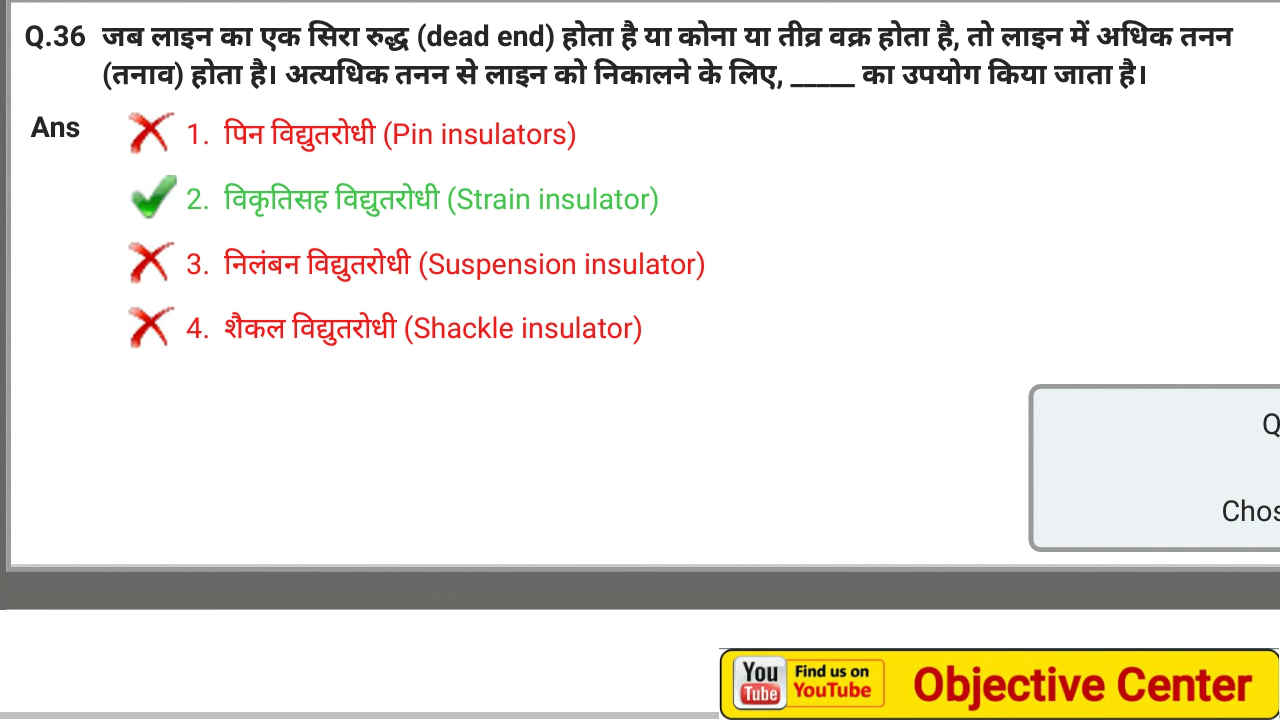 Q.36 जब लाइन का एक सिरा रुद्ध (dead end) होता है या कोना या तीव्र वक्र होता है, तो लाइन में अधिक तनन
(तनाव) होता है। अत्यधिक तनन से लाइन को निकालने के लिए, _____ का उपयोग किया जाता है।
Ans
1. पिन विद्युतरोधी (Pin insulators)
2. विकृतिसह विद्युतरोधी (Strain insulator)
3. निलंबन विद्युतरोधी (Suspension insulator)
4. शैकल विद्युतरोधी (Shackle insulator)
Q
Chos
You Tube Find us on YouTube Objective Center